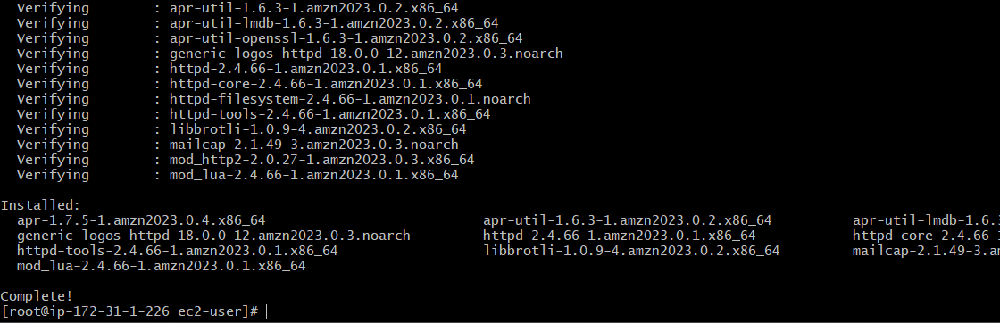 Verifying : apr-util-1.6.3-1.amzn2023.0.2.x86_64
Verifying : apr-util-lmdb-1.6.3-1.amzn2023.0.2.x86_64
Verifying : apr-util-openssl-1.6.3-1.amzn2023.0.2.x86_64
Verifying : generic-logos-httpd-18.0.0-12.amzn2023.0.3.noarch
Verifying : httpd-2.4.66-1.amzn2023.0.1.x86_64
Verifying : httpd-core-2.4.66-1.amzn2023.0.1.x86_64
Verifying : httpd-filesystem-2.4.66-1.amzn2023.0.1.noarch
Verifying : httpd-tools-2.4.66-1.amzn2023.0.1.x86_64
Verifying : libbrotli-1.0.9-4.amzn2023.0.2.x86_64
Verifying : mailcap-2.1.49-3.amzn2023.0.3.noarch
Verifying : mod_http2-2.0.27-1.amzn2023.0.3.x86_64
Verifying : mod_lua-2.4.66-1.amzn2023.0.1.x86_64
Installed:
apr-1.7.5-1.amzn2023.0.4.x86_64 apr-util-1.6.3-1.amzn2023.0.2.x86_64 apr-util-lmdb-1.6.
generic-logos-httpd-18.0.0-12.amzn2023.0.3.noarch httpd-2.4.66-1.amzn2023.0.1.x86_64 httpd-core-2.4.66-
httpd-tools-2.4.66-1.amzn2023.0.1.x86_64 libbrotli-1.0.9-4.amzn2023.0.2.x86_64 mailcap-2.1.49-3.a
mod_lua-2.4.66-1.amzn2023.0.1.x86_64
Complete!
[root@ip-172-31-1-226 ec2-user]#